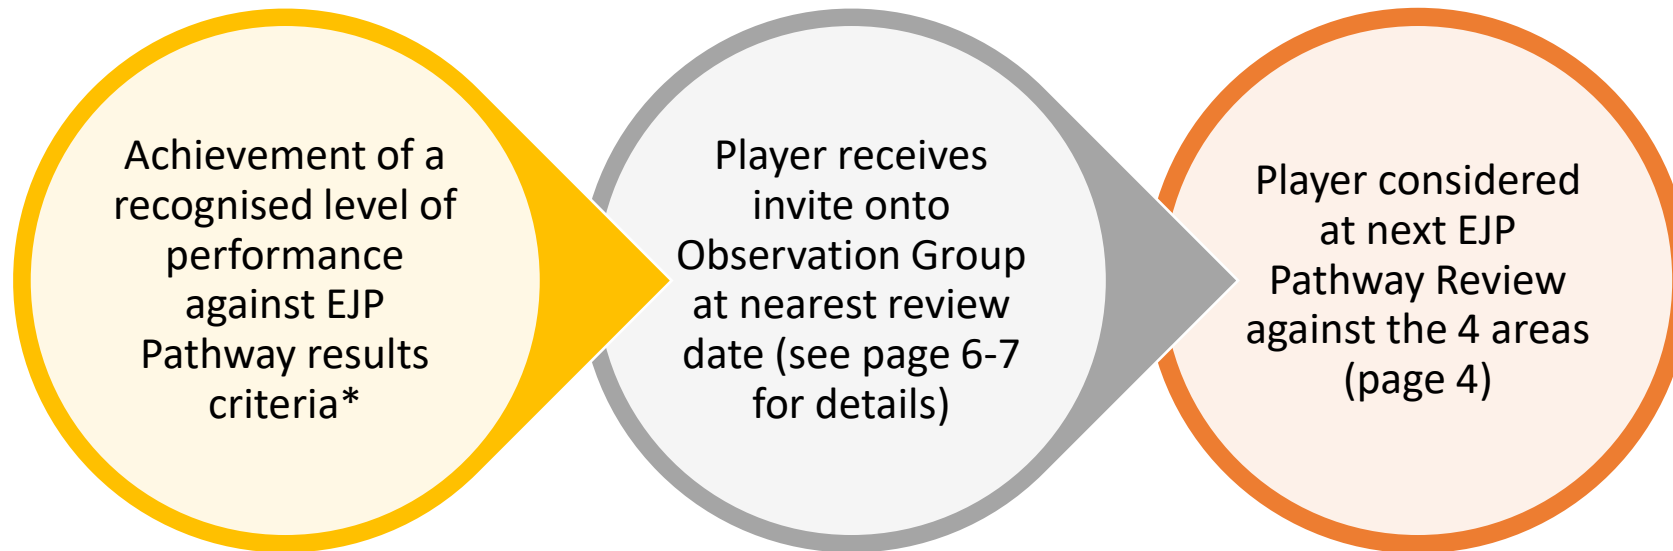 Achievement of a
recognised level of
performance
against EJP
Pathway results
criteria*
Player receives
invite onto
Observation Group
at nearest review
date (see page 6-7
for details)
Player considered
at next EJP
Pathway Review
against the 4 areas
(page 4)